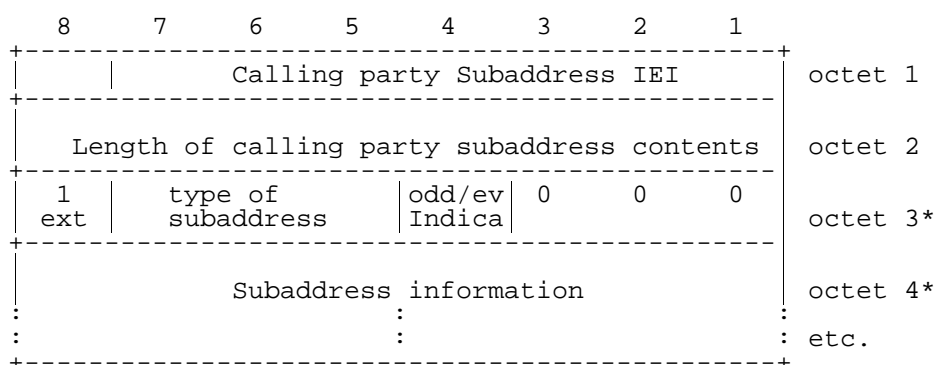 8 7 6 5 4 3 2 1
Calling party Subaddress IEI octet 1
Length of calling party subaddress contents octet 2
1 type of odd/ev 0 0 0
ext subaddress Indica octet 3*
Subaddress information octet 4*
: : :
: : : etc.